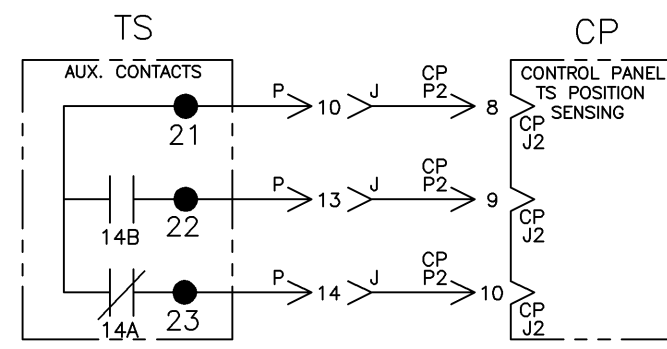 TS
CP
AUX. CONTACTS
CONTROL PANEL
TS POSITION
SENSING
21
P
10
J
CP
P2
8
CP
J2
14B
22
P
13
J
CP
P2
9
CP
J2
14A
23
P
14
J
CP
P2
10
CP
J2